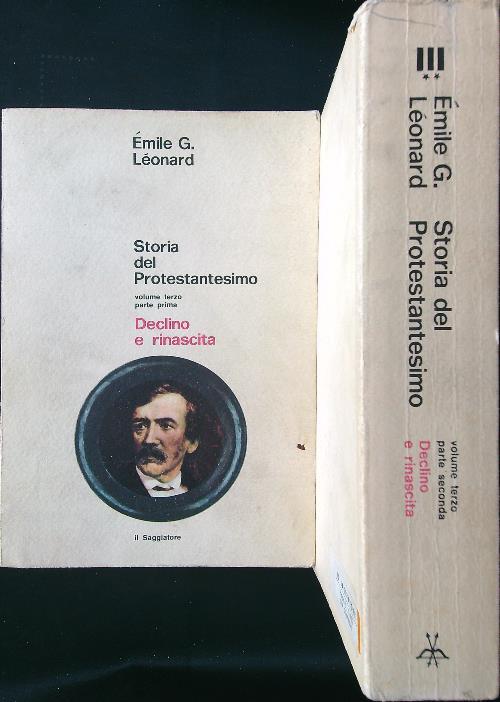 Émile G.
Léonard
Storia
del
Protestantesimo
volume terzo
parte prima
Declino
e rinascita
il Saggiatore
III
**
Émile G.
Léonard
Storia del
Protestantesimo
volume terzo
parte seconda
Declino
e rinascita